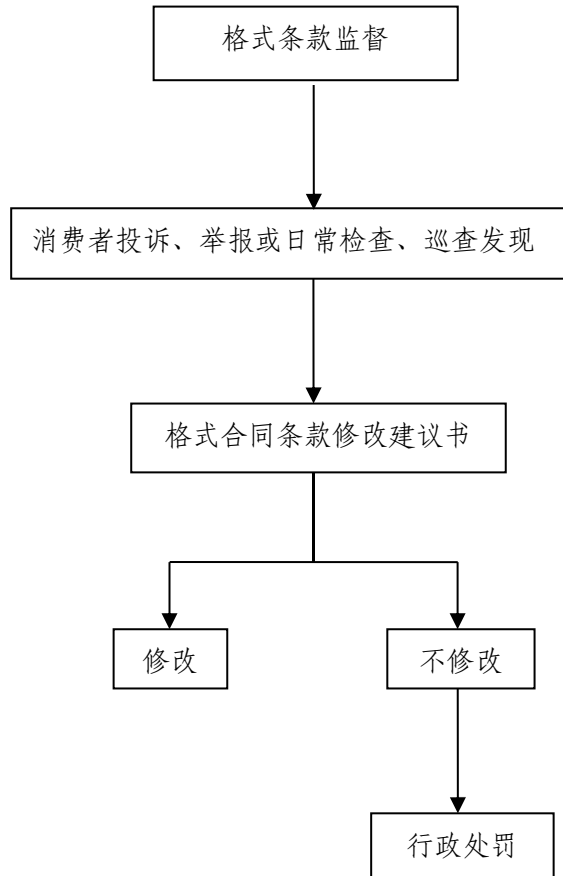 格式条款监督
消费者投诉、举报或日常检查、巡查发现
格式合同条款修改建议书
修改
不修改
行政处罚